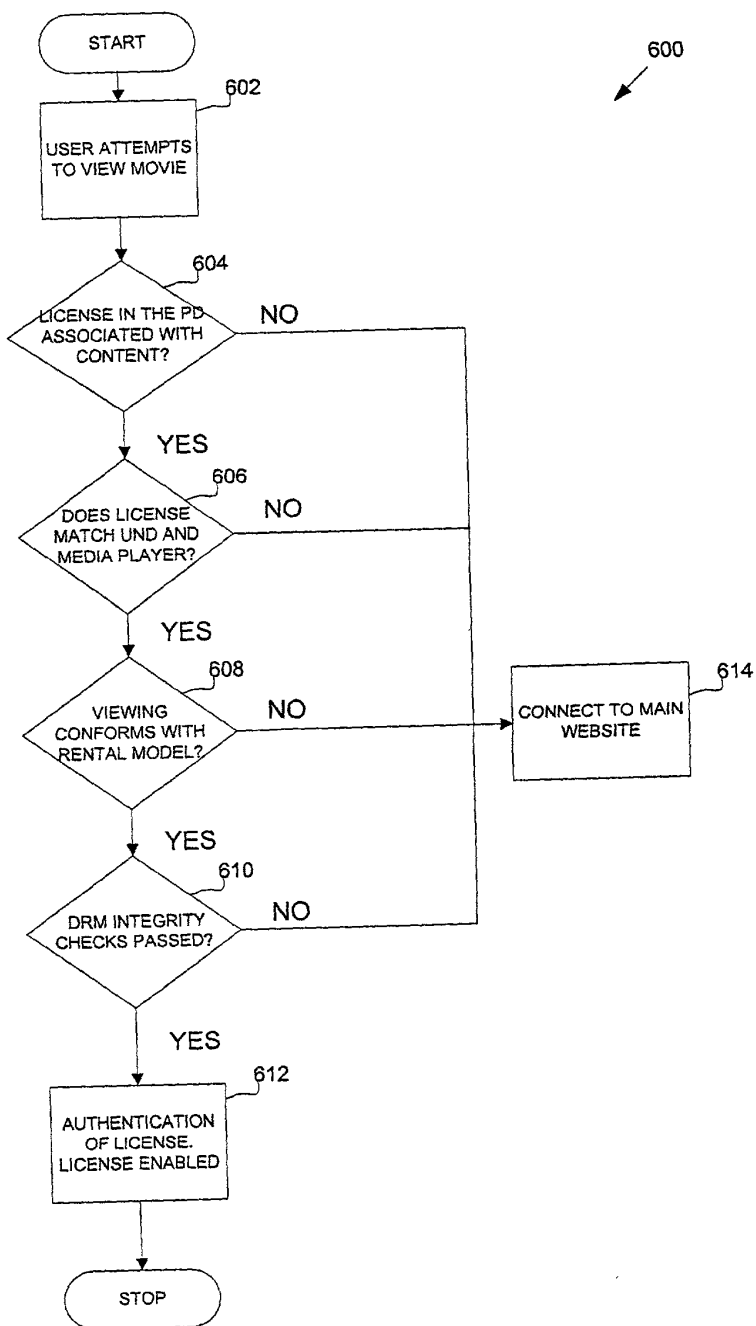 START
600
602
USER ATTEMPTS
TO VIEW MOVIE
604
LICENSE IN THE PD
ASSOCIATED WITH
CONTENT?
NO
YES
606
DOES LICENSE
MATCH UND AND
MEDIA PLAYER?
NO
YES
608
VIEWING
CONFORMS WITH
RENTAL MODEL?
NO
614
CONNECT TO MAIN
WEBSITE
YES
610
DRM INTEGRITY
CHECKS PASSED?
NO
YES
612
AUTHENTICATION
OF LICENSE.
LICENSE ENABLED
STOP